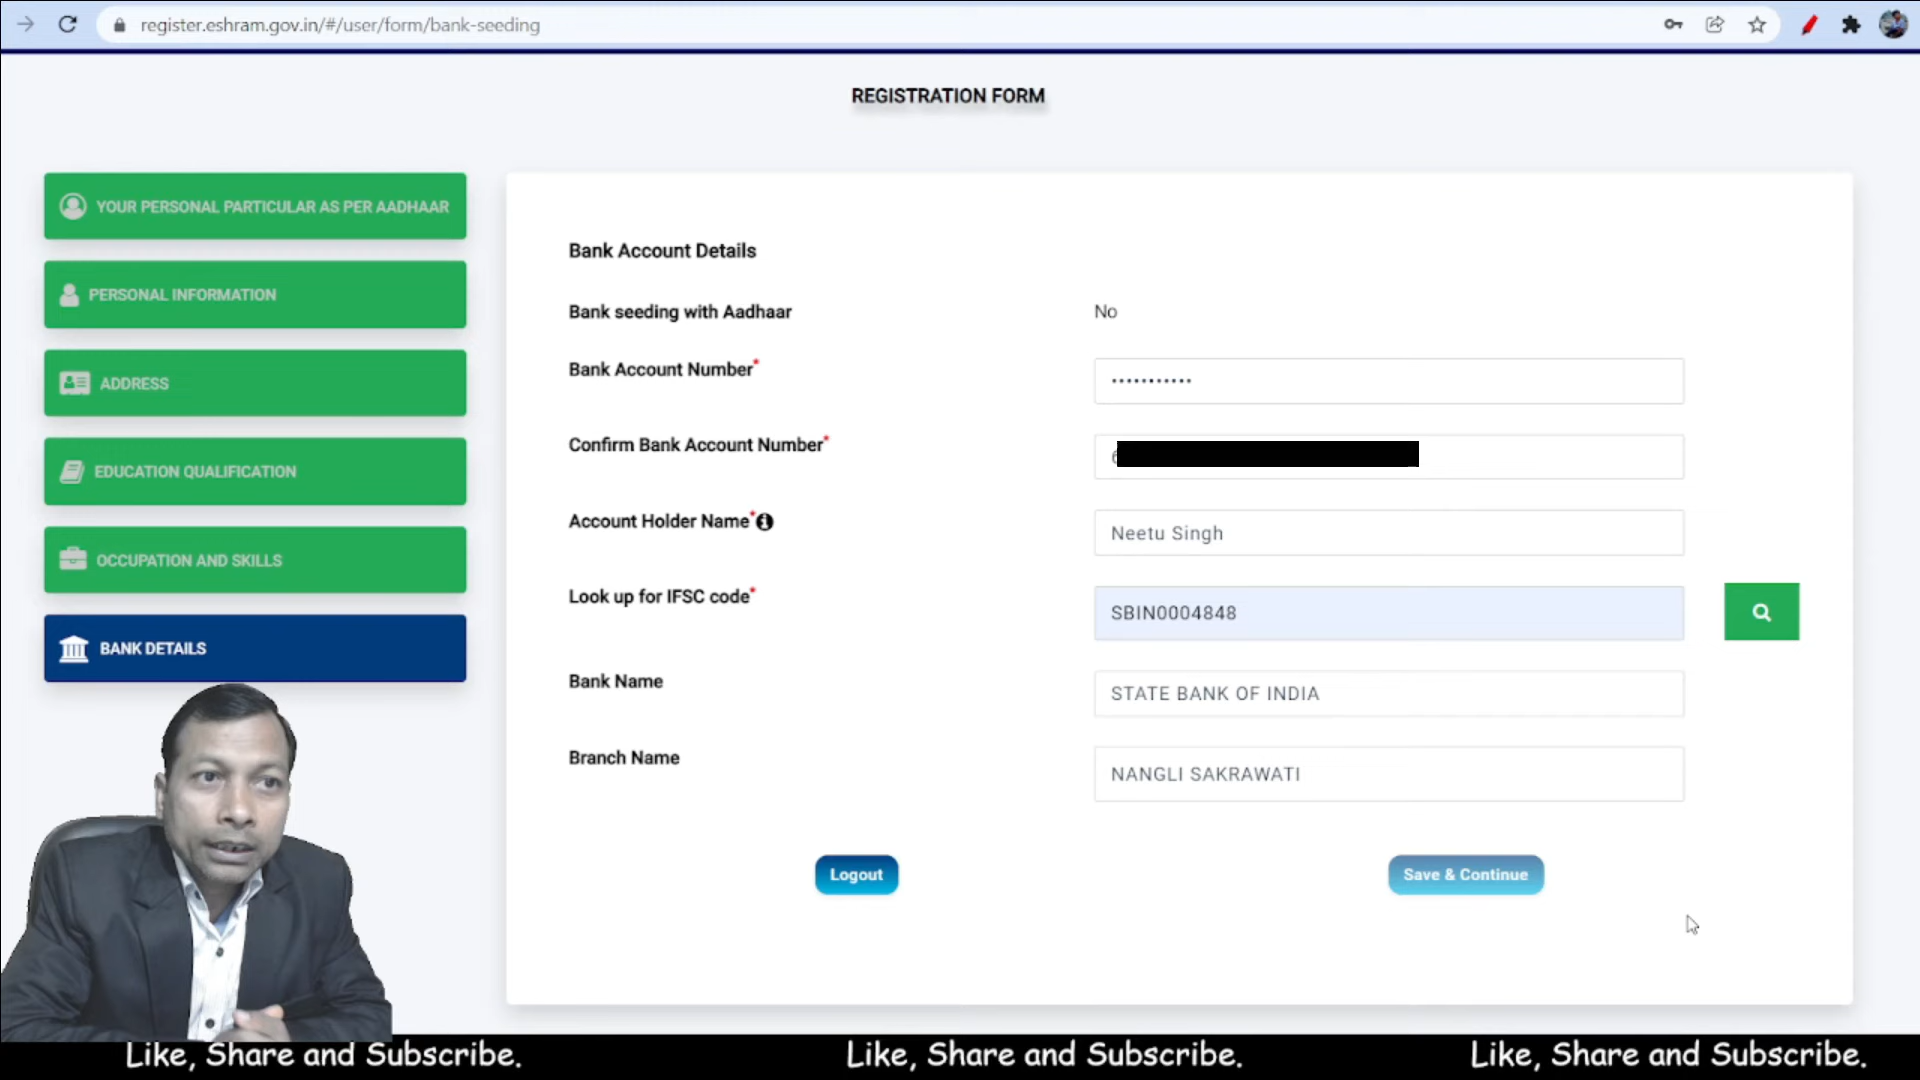 register.eshram.gov.in/#/user/form/bank-seeding
REGISTRATION FORM
YOUR PERSONAL PARTICULAR AS PER AADHAAR
PERSONAL INFORMATION
ADDRESS
EDUCATION QUALIFICATION
OCCUPATION AND SKILLS
BANK DETAILS
Bank Account Details
Bank seeding with Aadhaar No
Bank Account Number* •••••••••••
Confirm Bank Account Number*
Account Holder Name* Neetu Singh
Look up for IFSC code* SBIN0004848
Bank Name STATE BANK OF INDIA
Branch Name NANGLI SAKRAWATI
Logout Save & Continue
Like, Share and Subscribe. Like, Share and Subscribe. Like, Share and Subscribe.